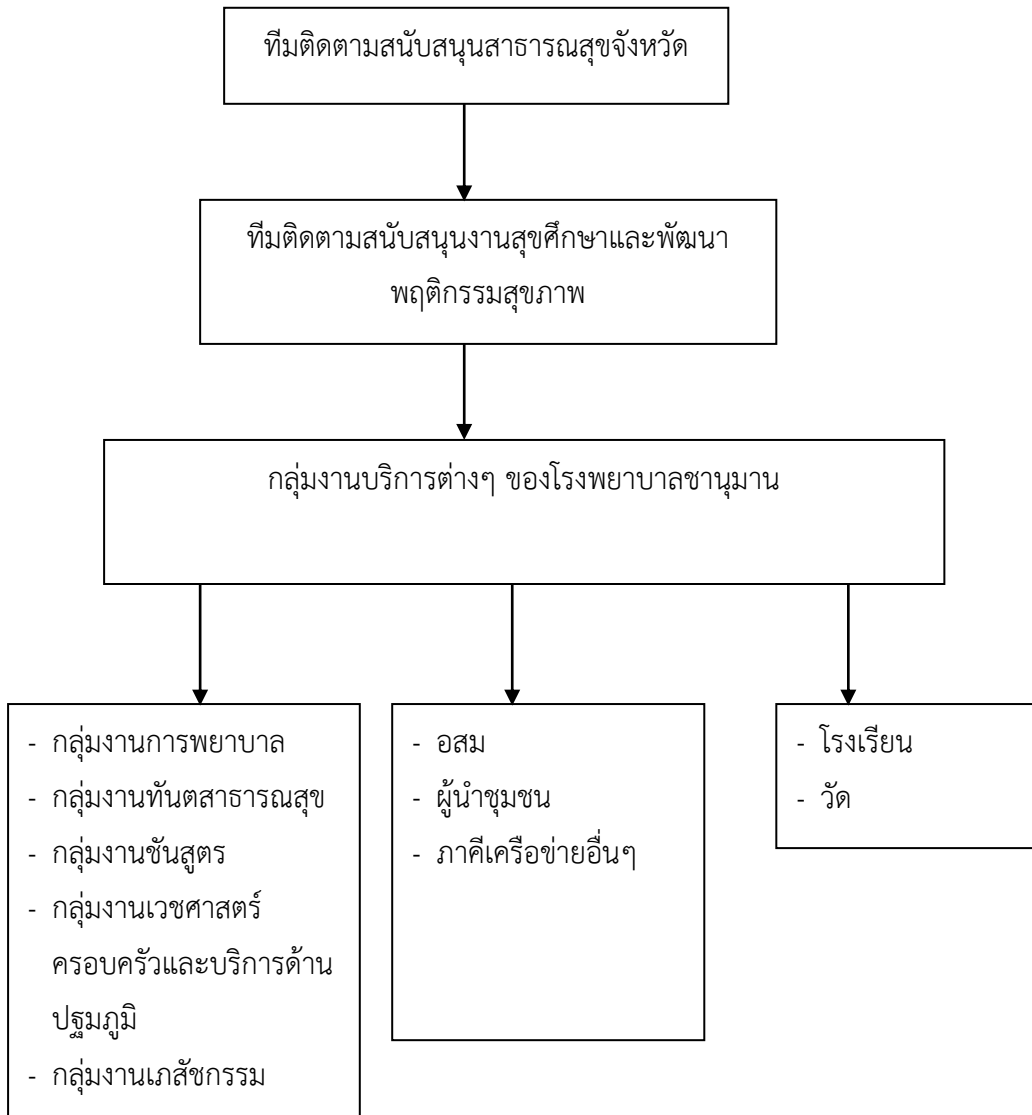 ทีมติดตามสนับสนุนสาธารณสุขจังหวัด
ทีมติดตามสนับสนุนงานสุขศึกษาและพัฒนา
พฤติกรรมสุขภาพ
กลุ่มงานบริการต่างๆ ของโรงพยาบาลชานุมาน
- กลุ่มงานการพยาบาล
- กลุ่มงานทันตสาธารณสุข
- กลุ่มงานชันสูตร
- กลุ่มงานเวชศาสตร์
ครอบครัวและบริการด้าน
ปฐมภูมิ
- กลุ่มงานเภสัชกรรม
- อสม
- ผู้นำชุมชน
- ภาคีเครือข่ายอื่นๆ
- โรงเรียน
- วัด